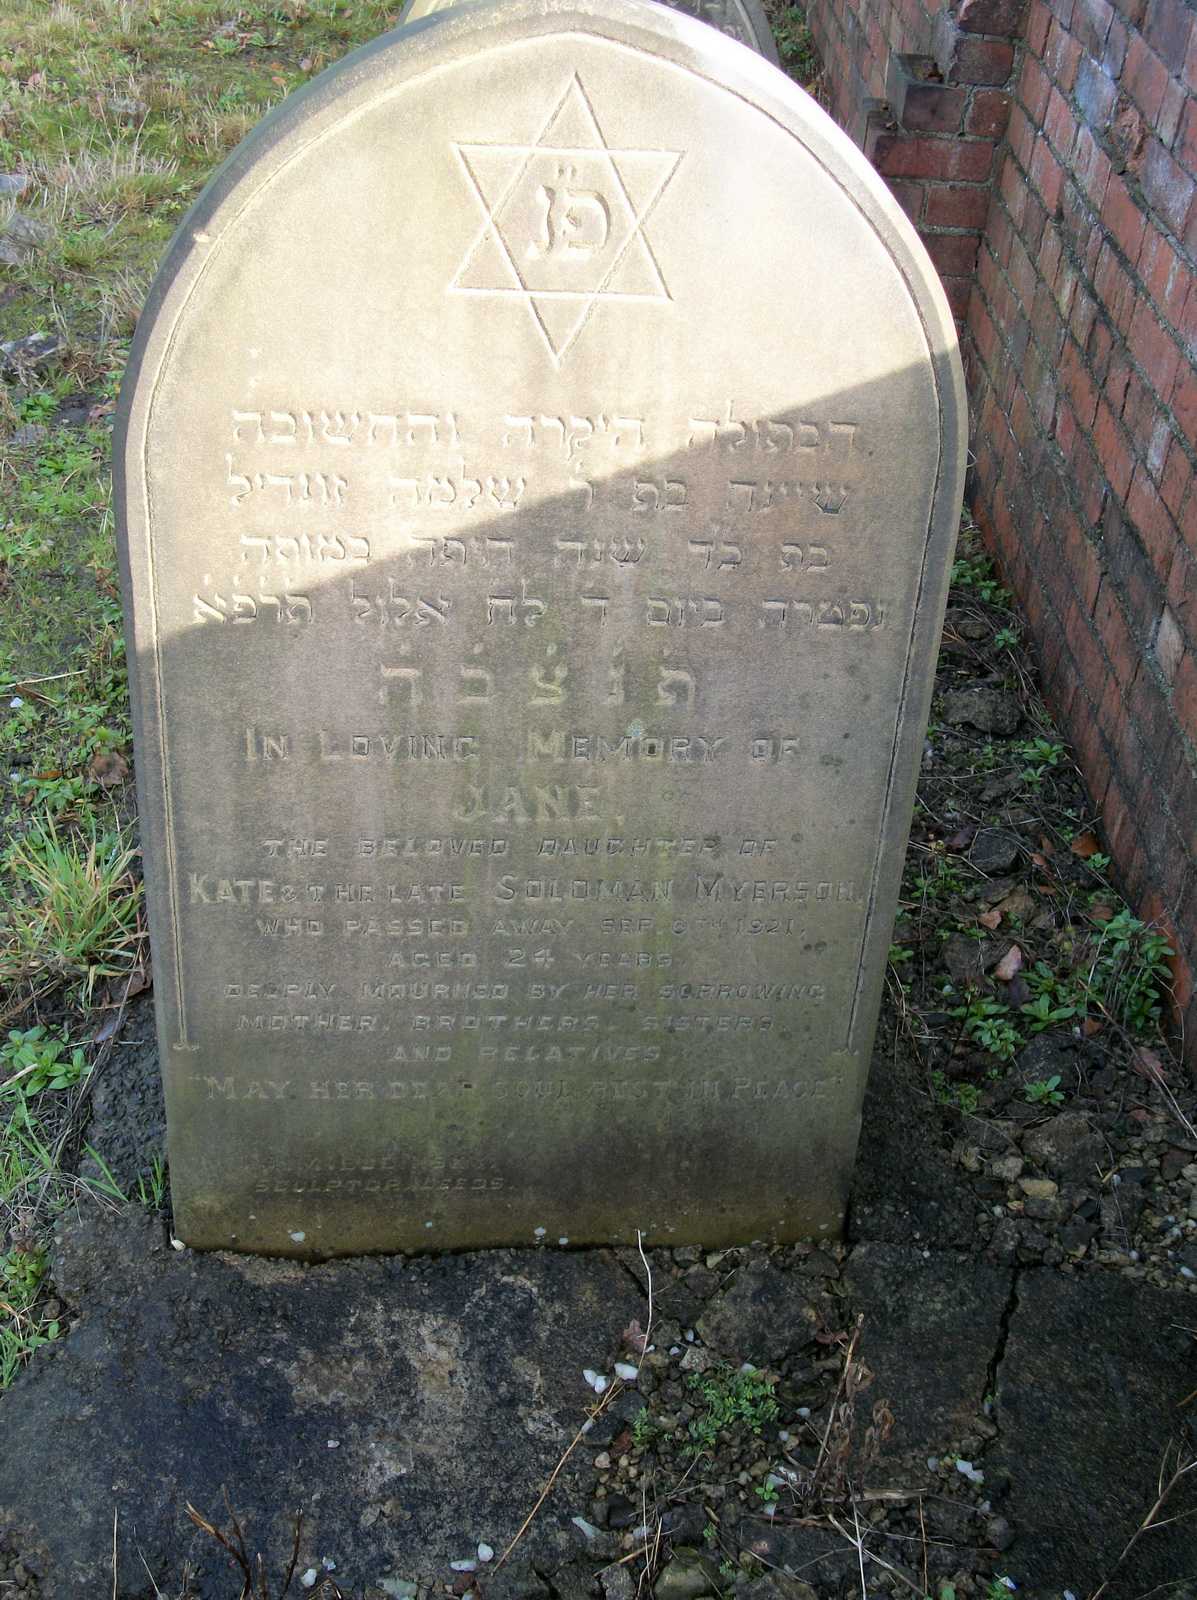 פ״נ
הבתולה היקרה והחשובה
שיינה בת ר' שלמה זונדיל
בת כד שנה היתה במותה
נפטרה ביום ד' לח' אלול תרפא
ת נ צ ב ה
IN LOVING MEMORY OF
JANE,
THE BELOVED DAUGHTER OF
KATE & THE LATE SOLOMAN MYERSON,
WHO PASSED AWAY SEP. 1921,
AGED 24 YEARS.
DEEPLY MOURNED BY HER SORROWING
MOTHER, BROTHERS, SISTERS
AND RELATIVES.
"MAY HER DEAR SOUL REST IN PEACE"
SCULPTOR, LEEDS.